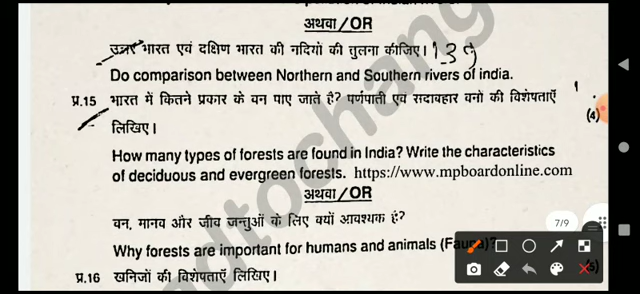 अथवा/OR
उत्तर भारत एवं दक्षिण भारत की नदियों की तुलना कीजिए। 139
Do comparison between Northern and Southern rivers of india.
प्र.15 भारत में कितने प्रकार के वन पाए जाते है? पर्णपाती एवं सदाबहार वनो की विशेषताएँ
लिखिए। (4)
How many types of forests are found in India? Write the characteristics
of deciduous and evergreen forests. https://www.mpboardonline.com
अथवा/OR
वन, मानव और जीव जन्तुओं के लिए क्यों आवश्यक हैं?
7/9
Why forests are important for humans and animals (Fauna)?
प्र.16 खनिजों की विशेषताएँ लिखिए। (5)